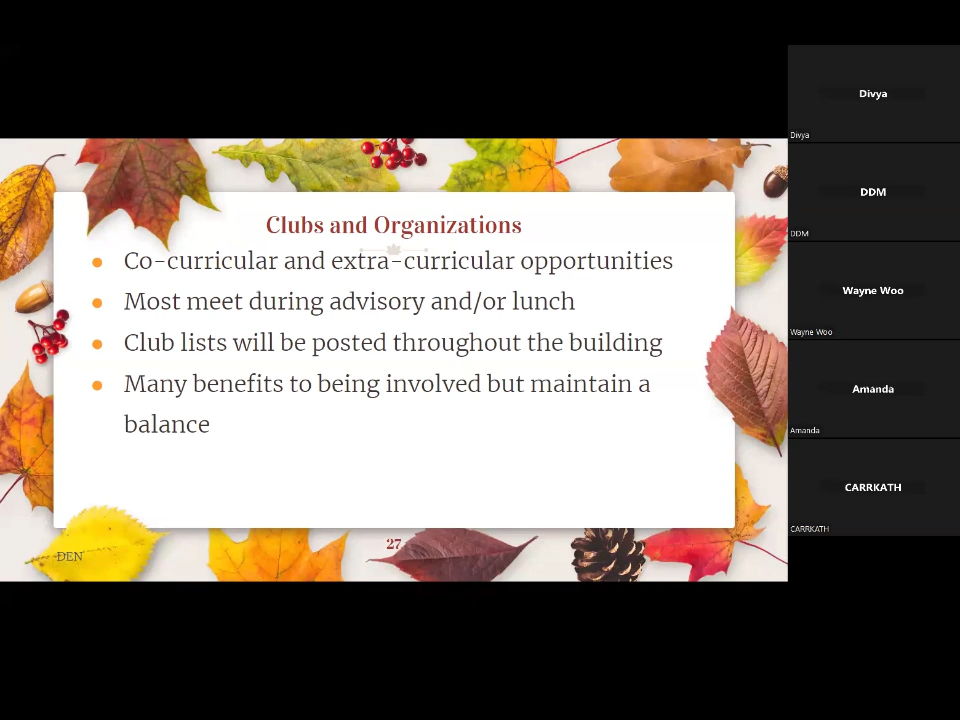 Clubs and Organizations
Co-curricular and extra-curricular opportunities
Most meet during advisory and/or lunch
Club lists will be posted throughout the building
Many benefits to being involved but maintain a
balance
DEN
27
Divya
Divya
DDM
DDM
Wayne Woo
Wayne Woo
Amanda
Amanda
CARRKATH
CARRKATH